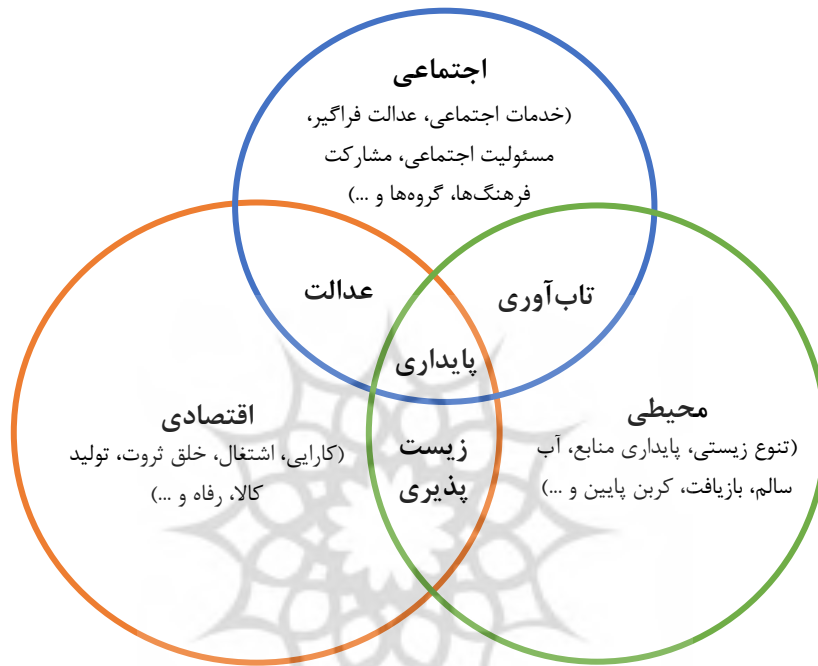 اجتماعی
(خدمات اجتماعی، عدالت فراگیر،
مسئولیت اجتماعی، مشارکت
فرهنگ‌ها، گروه‌ها و ...)
تاب‌آوری
عدالت
پایداری
محیطی
(تنوع زیستی، پایداری منابع، آب
سالم، بازیافت، کربن پایین و ...)
زیست
پذیری
اقتصادی
(کارایی، اشتغال، خلق ثروت، تولید
کالا، رفاه و ...)